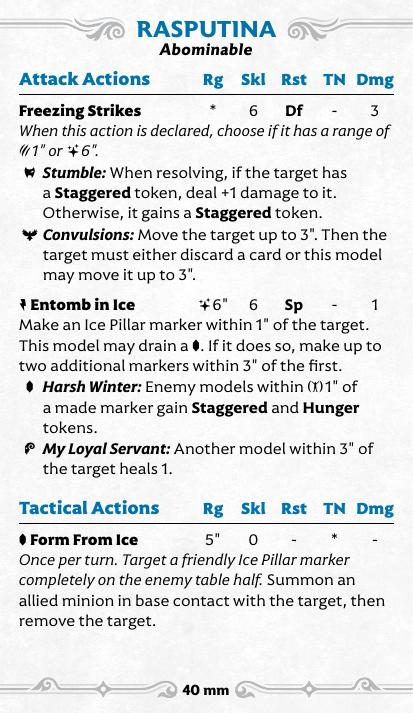 RASPUTINA
Abominable
Attack Actions Rg Skl Rst TN Dmg
Freezing Strikes * 6 Df - 3
When this action is declared, choose if it has a range of
1" or 6".
Stumble: When resolving, if the target has
a Staggered token, deal +1 damage to it.
Otherwise, it gains a Staggered token.
Convulsions: Move the target up to 3". Then the
target must either discard a card or this model
may move it up to 3".
Entomb in Ice 6" 6 Sp - 1
Make an Ice Pillar marker within 1" of the target.
This model may drain a . If it does so, make up to
two additional markers within 3" of the first.
Harsh Winter: Enemy models within 1" of
a made marker gain Staggered and Hunger
tokens.
My Loyal Servant: Another model within 3" of
the target heals 1.
Tactical Actions Rg Skl Rst TN Dmg
Form From Ice 5" 0 - * -
Once per turn. Target a friendly Ice Pillar marker
completely on the enemy table half. Summon an
allied minion in base contact with the target, then
remove the target.
40 mm